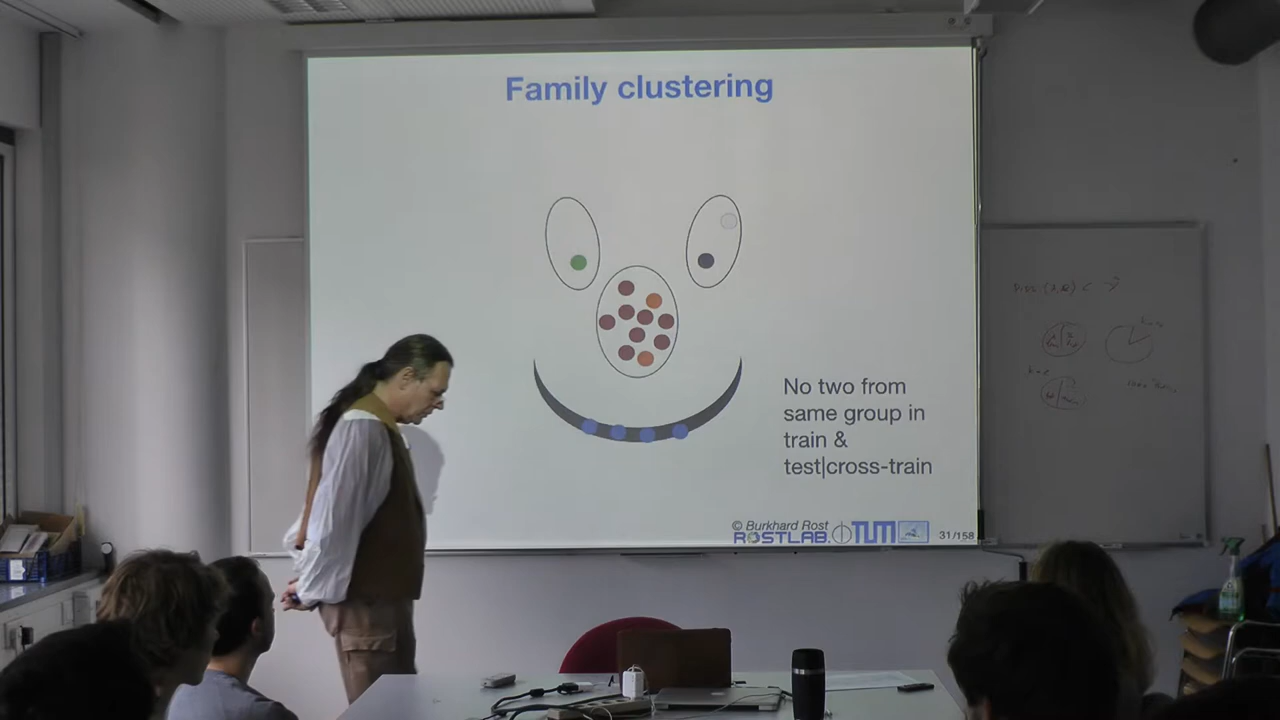 Family clustering
No two from
same group in
train &
test|cross-train
© Burkhard Rost
ROSTLAB TUM
31/158